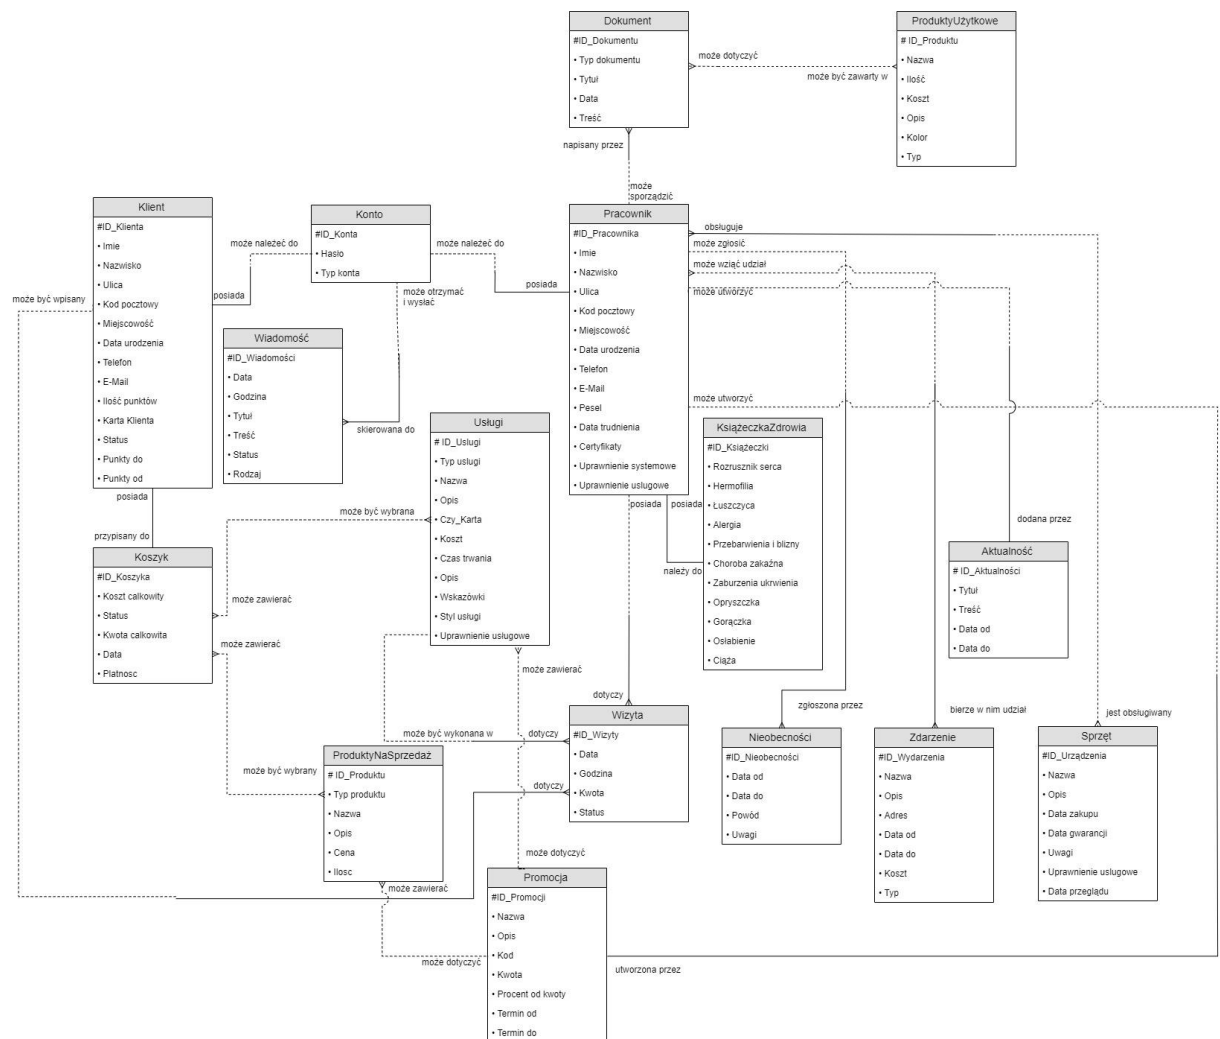 Dokument
#ID_Dokumentu
• Typ dokumentu
• Tytuł
• Data
• Treść
ProduktyUżytkowe
# ID_Produktu
• Nazwa
• Ilość
• Koszt
• Opis
• Kolor
• Typ
może dotyczyć
może być zawarty w
napisany przez
może
sporządzić
Klient
#ID_Klienta
• Imie
• Nazwisko
• Ulica
• Kod pocztowy
• Miejscowość
• Data urodzenia
• Telefon
• E-Mail
• Ilość punktów
• Karta Klienta
• Status
• Punkty do
• Punkty od
Konto
#ID_Konta
• Hasło
• Typ konta
może należeć do
może należeć do
posiada
posiada
może być wpisany
może otrzymać
i wysłać
Wiadomość
#ID_Wiadomości
• Data
• Godzina
• Tytuł
• Treść
• Status
• Rodzaj
skierowana do
Pracownik
#ID_Pracownika
• Imie
• Nazwisko
• Ulica
• Kod pocztowy
• Miejscowość
• Data urodzenia
• Telefon
• E-Mail
• Pesel
• Data trudnienia
• Certyfikaty
• Uprawnienie systemowe
• Uprawnienie uslugowe
obsługuje
może zgłosić
może wziąć udział
może utworzyć
może utworzyć
Usługi
# ID_Uslugi
• Typ uslugi
• Nazwa
• Opis
• Czy_Karta
• Koszt
• Czas trwania
• Opis
• Wskazówki
• Styl usługi
• Uprawnienie usługowe
KsiążeczkaZdrowia
#ID_Książeczki
• Rozrusznik serca
• Hermofilia
• Łuszczyca
• Alergia
• Przebarwienia i blizny
• Choroba zakaźna
• Zaburzenia ukrwienia
• Opryszczka
• Gorączka
• Osłabienie
• Ciąża
posiada
posiada
należy do
posiada
przypisany do
może być wybrana
może zawierać
może zawierać
Koszyk
#ID_Koszyka
• Koszt calkowity
• Status
• Kwota calkowita
• Data
• Platnosc
dodana przez
Aktualność
# ID_Aktualności
• Tytuł
• Treść
• Data od
• Data do
może zawierać
dotyczy
zgłoszona przez
bierze w nim udział
jest obsługiwany
może być wykonana w
dotyczy
dotyczy
może być wybrany
Wizyta
#ID_Wizyty
• Data
• Godzina
• Kwota
• Status
Nieobecności
#ID_Nieobecności
• Data od
• Data do
• Powód
• Uwagi
Zdarzenie
#ID_Wydarzenia
• Nazwa
• Opis
• Adres
• Data od
• Data do
• Koszt
• Typ
Sprzęt
#ID_Urządzenia
• Nazwa
• Opis
• Data zakupu
• Data gwarancji
• Uwagi
• Uprawnienie uslugowe
• Data przeglądu
ProduktyNaSprzedaż
# ID_Produktu
• Typ produktu
• Nazwa
• Opis
• Cena
• Ilosc
może dotyczyć
może zawierać
może dotyczyć
utworzona przez
Promocja
#ID_Promocji
• Nazwa
• Opis
• Kod
• Kwota
• Procent od kwoty
• Termin od
• Termin do